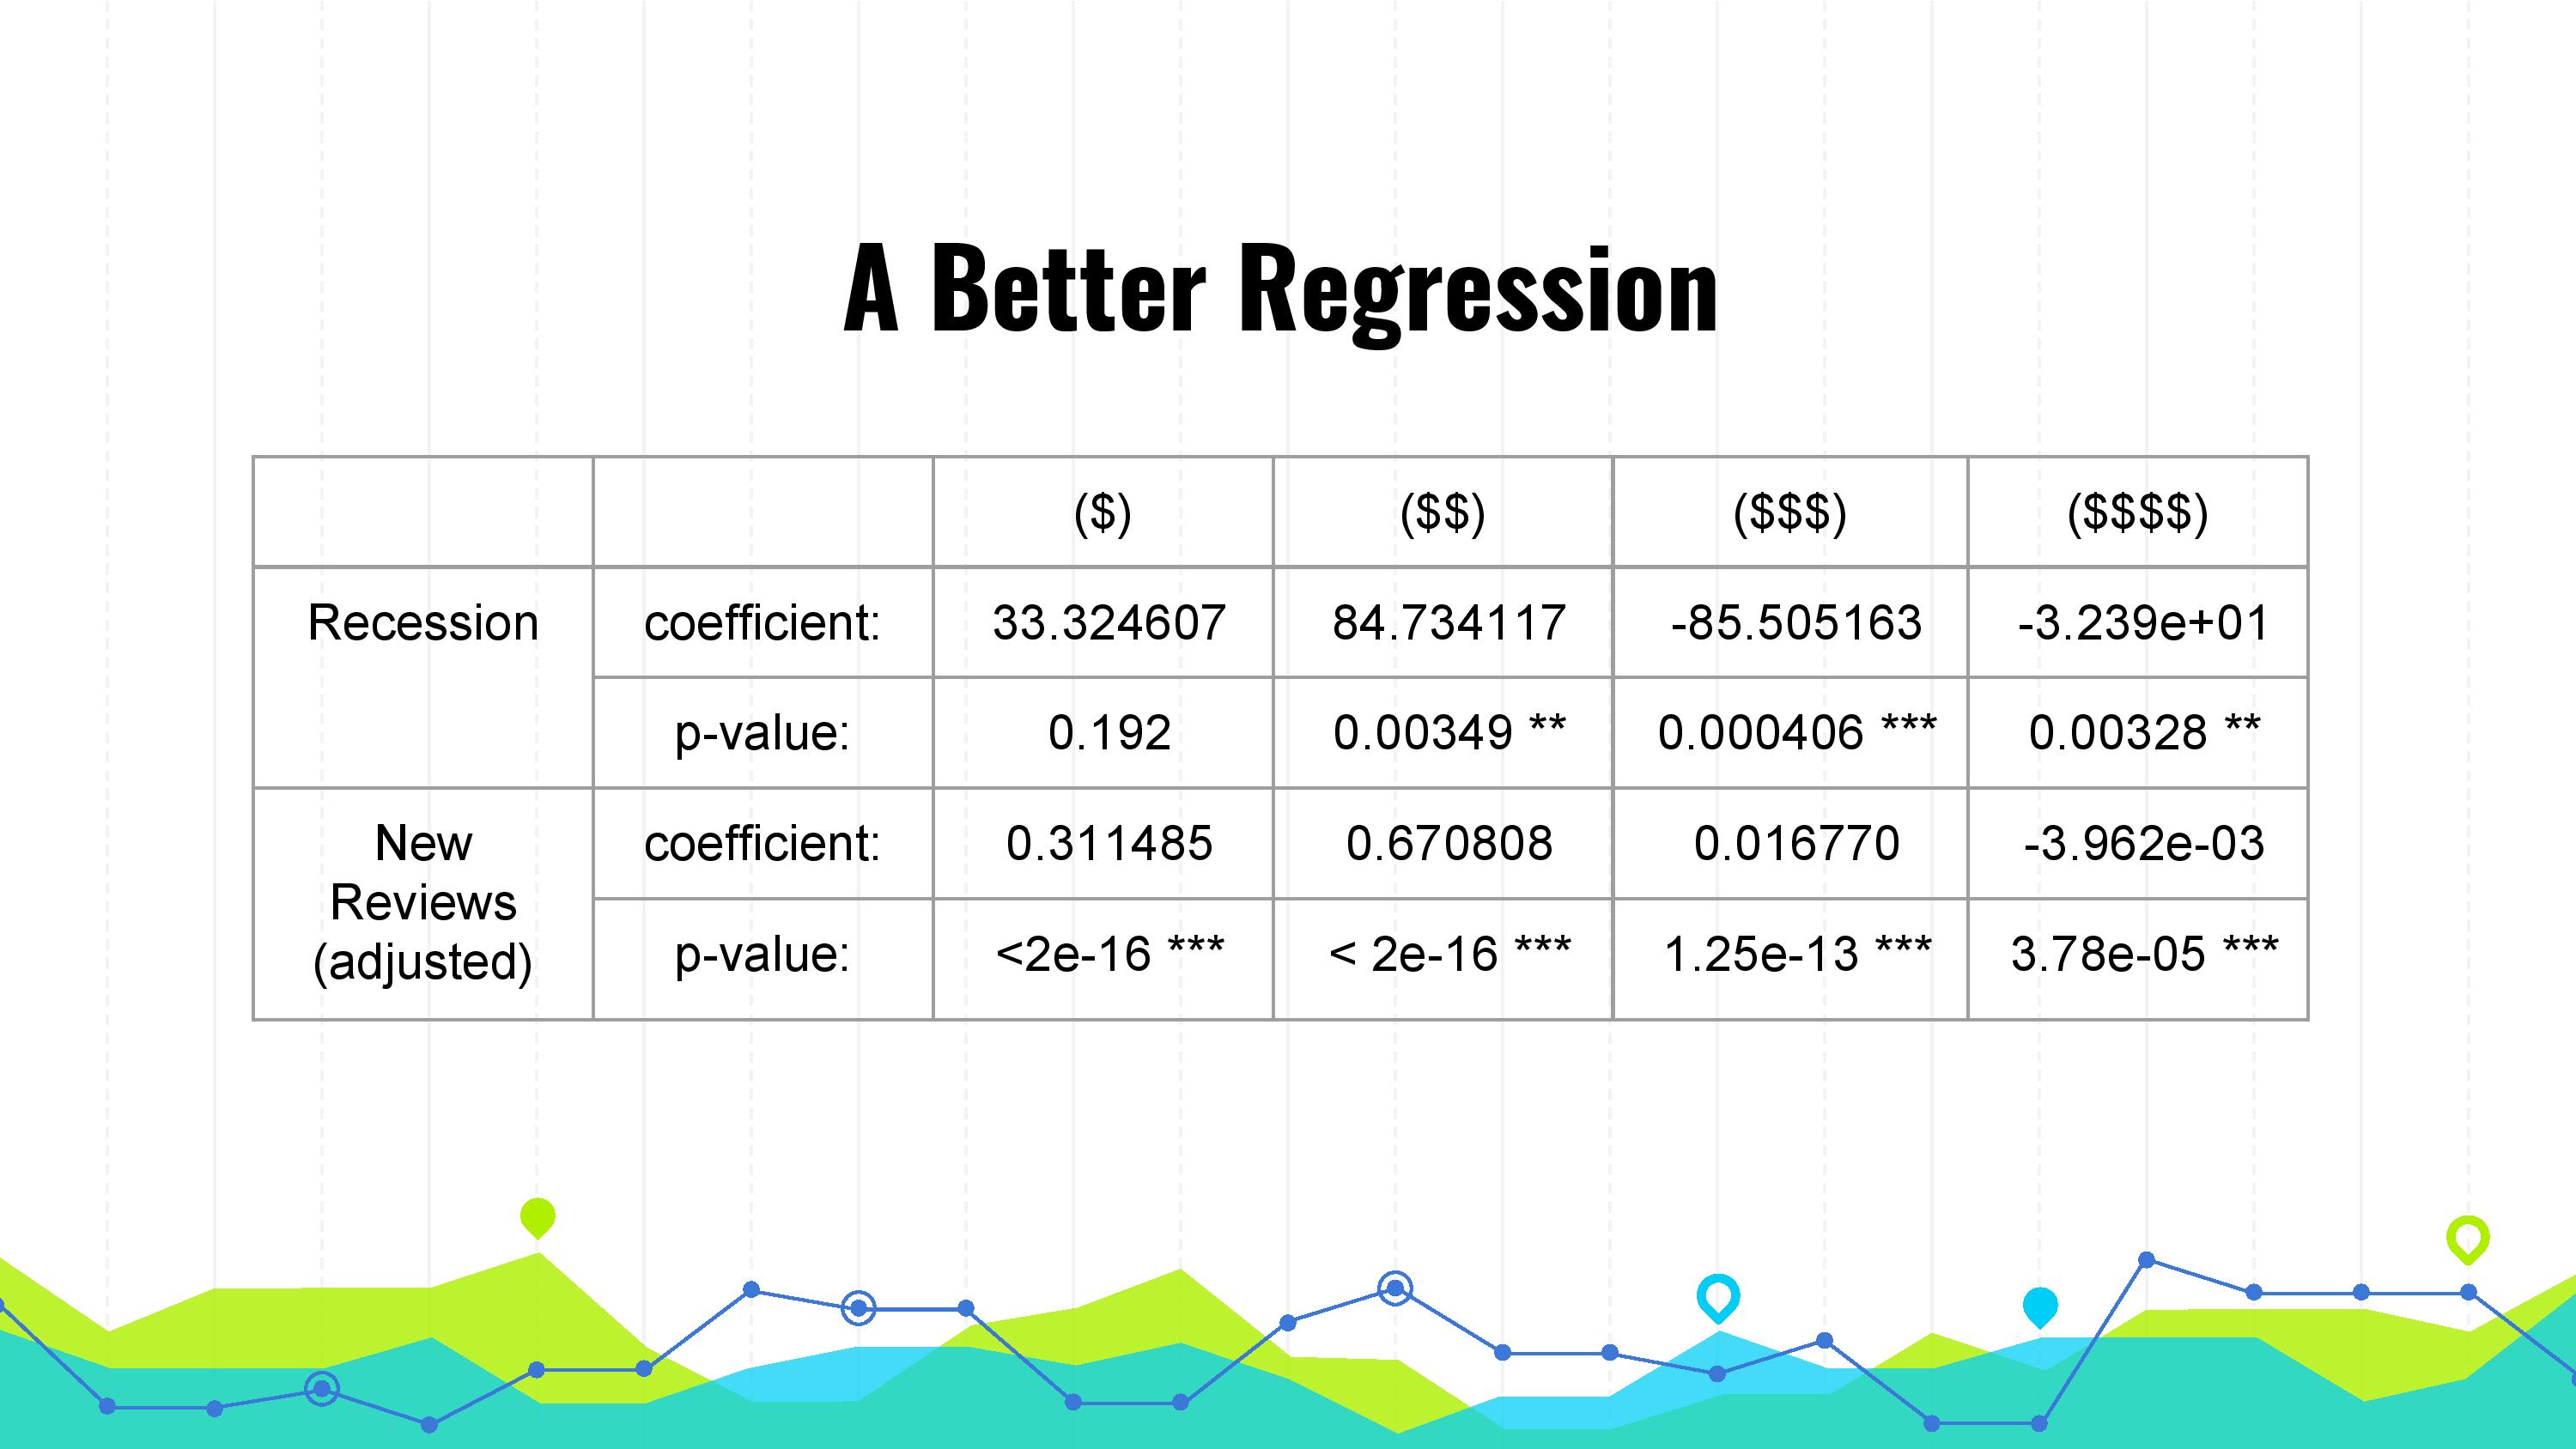 A Better Regression
($) ($$) ($$$) ($$$$)
Recession coefficient: 33.324607 84.734117 -85.505163 -3.239e+01
p-value: 0.192 0.00349 ** 0.000406 *** 0.00328 **
New
Reviews
(adjusted)
coefficient: 0.311485 0.670808 0.016770 -3.962e-03
p-value: <2e-16 *** < 2e-16 *** 1.25e-13 *** 3.78e-05 ***